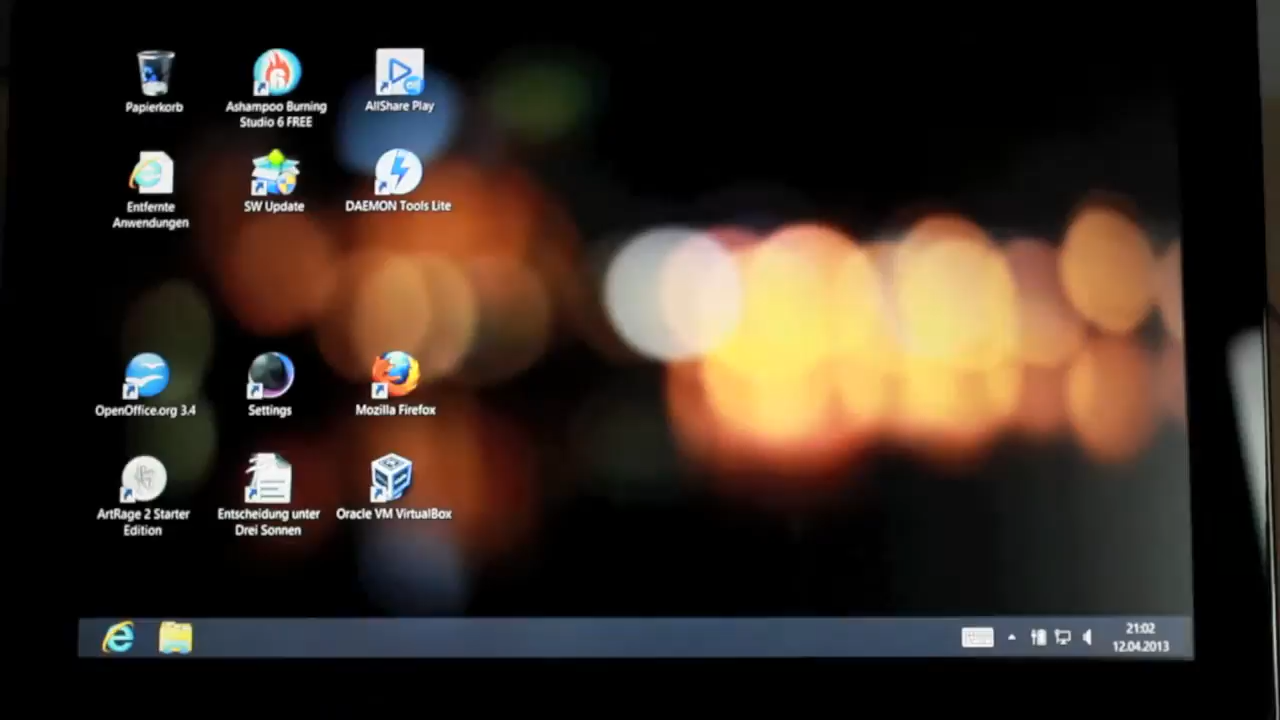 Papierkorb
Ashampoo Burning
Studio 6 FREE
AllShare Play
Entfernte
Anwendungen
SW Update
DAEMON Tools Lite
OpenOffice.org 3.4
Settings
Mozilla Firefox
ArtRage 2 Starter
Edition
Entscheidung unter
Drei Sonnen
Oracle VM VirtualBox
21:02
12.04.2013